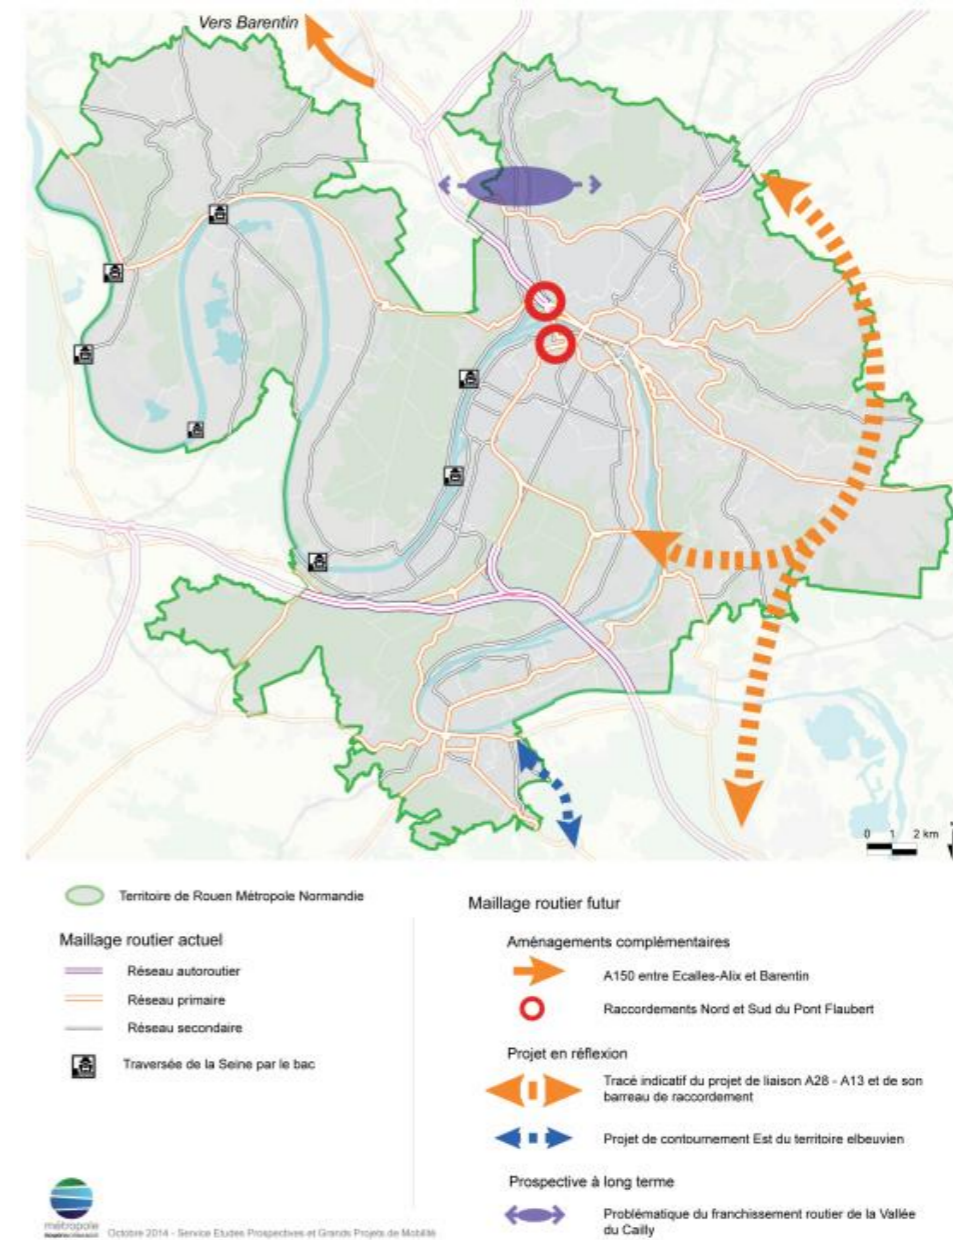 Vers Barentin
0 1 2 km
Territoire de Rouen Métropole Normandie
Maillage routier actuel
Réseau autoroutier
Réseau primaire
Réseau secondaire
Traversée de la Seine par le bac
Maillage routier futur
Aménagements complémentaires
A150 entre Ecalles-Alix et Barentin
Raccordements Nord et Sud du Pont Flaubert
Projet en réflexion
Tracé indicatif du projet de liaison A28 - A13 et de son
barreau de raccordement
Projet de contournement Est du territoire elbeuvien
Prospective à long terme
Problématique du franchissement routier de la Vallée
du Cailly
métropole
Octobre 2014 - Service Etudes Prospectives et Grands Projets de Mobilité